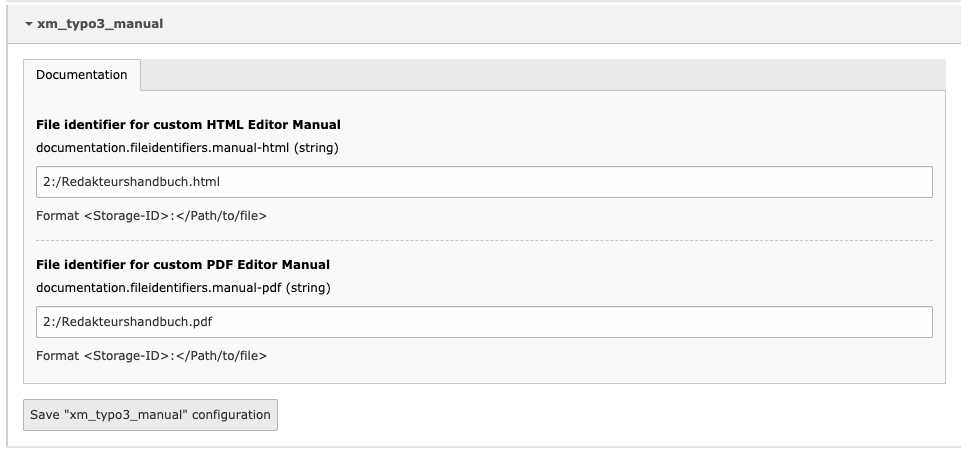 xm_typo3_manual
Documentation
File identifier for custom HTML Editor Manual
documentation.fileidentifiers.manual-html (string)
2:/Redakteurshandbuch.html
Format <Storage-ID>:</Path/to/file>
File identifier for custom PDF Editor Manual
documentation.fileidentifiers.manual-pdf (string)
2:/Redakteurshandbuch.pdf
Format <Storage-ID>:</Path/to/file>
Save "xm_typo3_manual" configuration